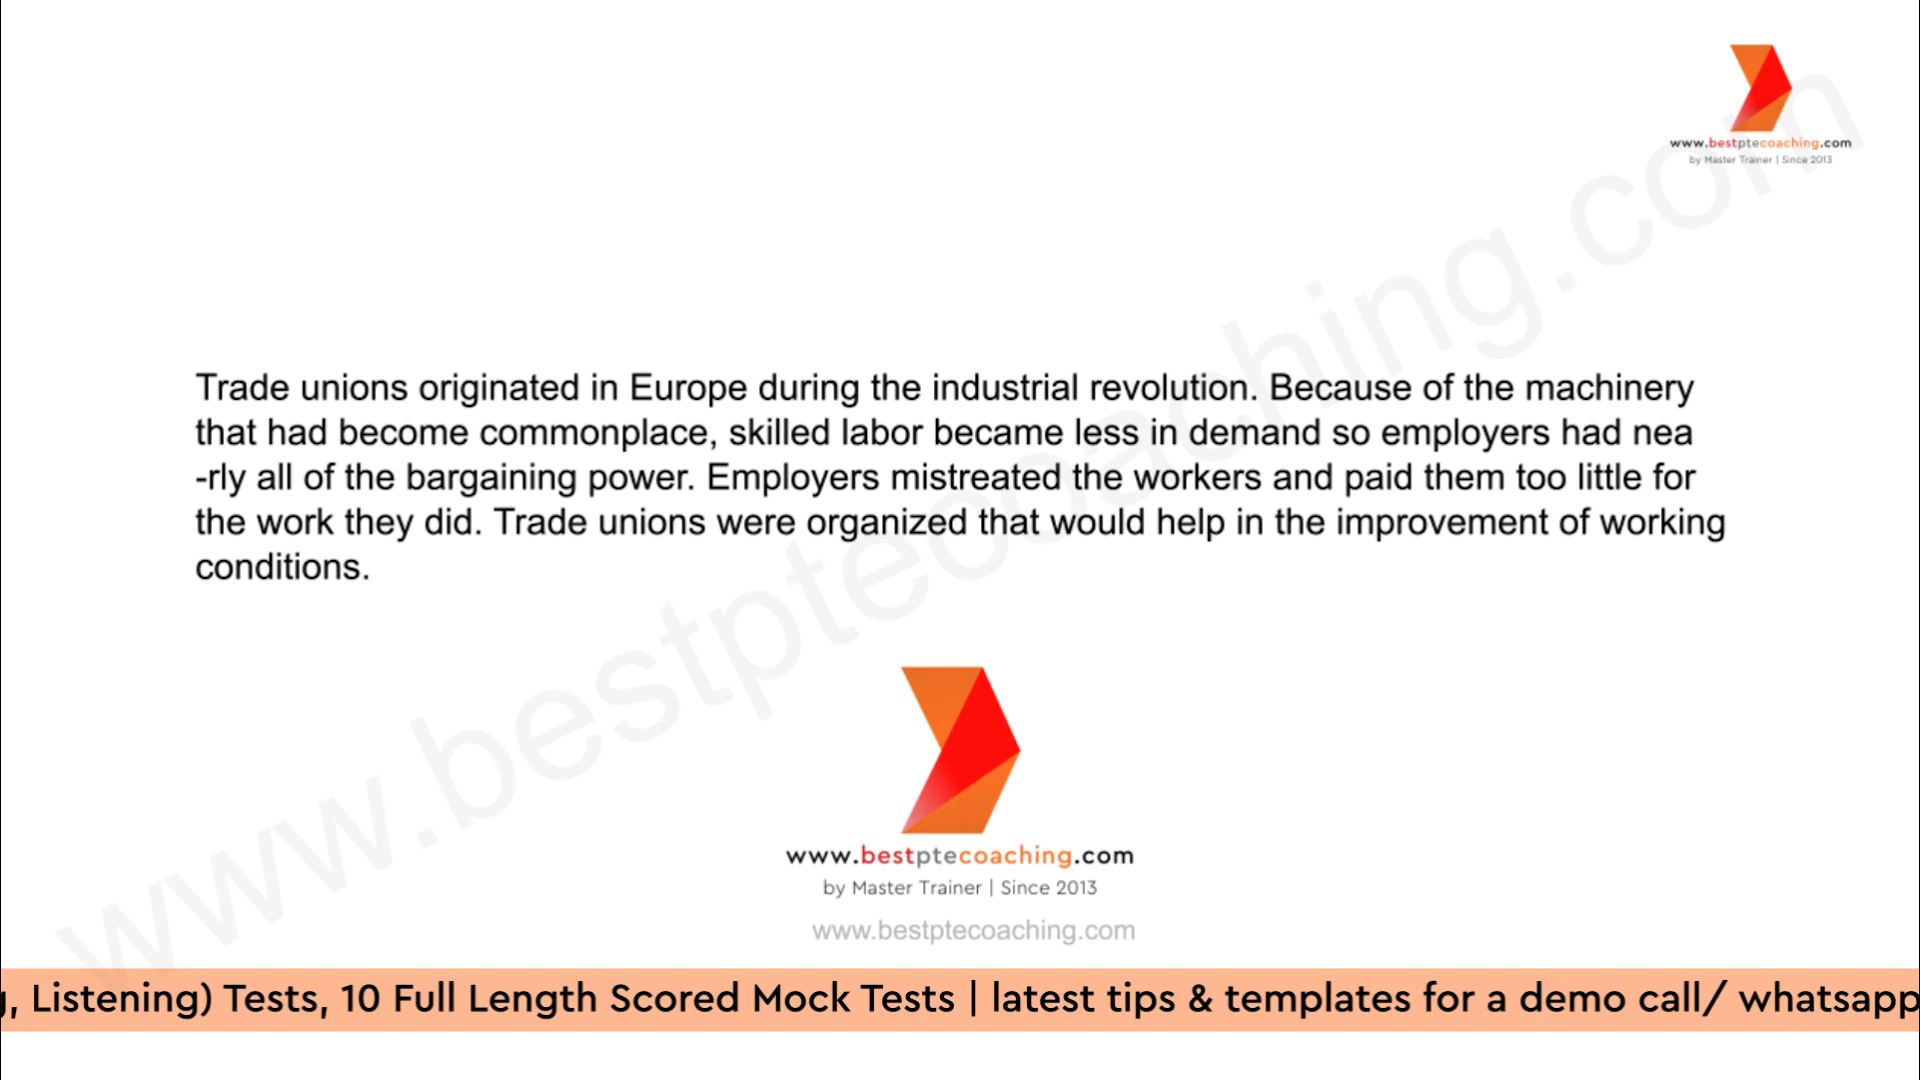 www.bestptecoaching.com
by Master Trainer | Since 2013
Trade unions originated in Europe during the industrial revolution. Because of the machinery
that had become commonplace, skilled labor became less in demand so employers had nea
-rly all of the bargaining power. Employers mistreated the workers and paid them too little for
the work they did. Trade unions were organized that would help in the improvement of working
conditions.
www.bestptecoaching.com
www.bestptecoaching.com
by Master Trainer | Since 2013
www.bestptecoaching.com
, Listening) Tests, 10 Full Length Scored Mock Tests | latest tips & templates for a demo call/ whatsapp